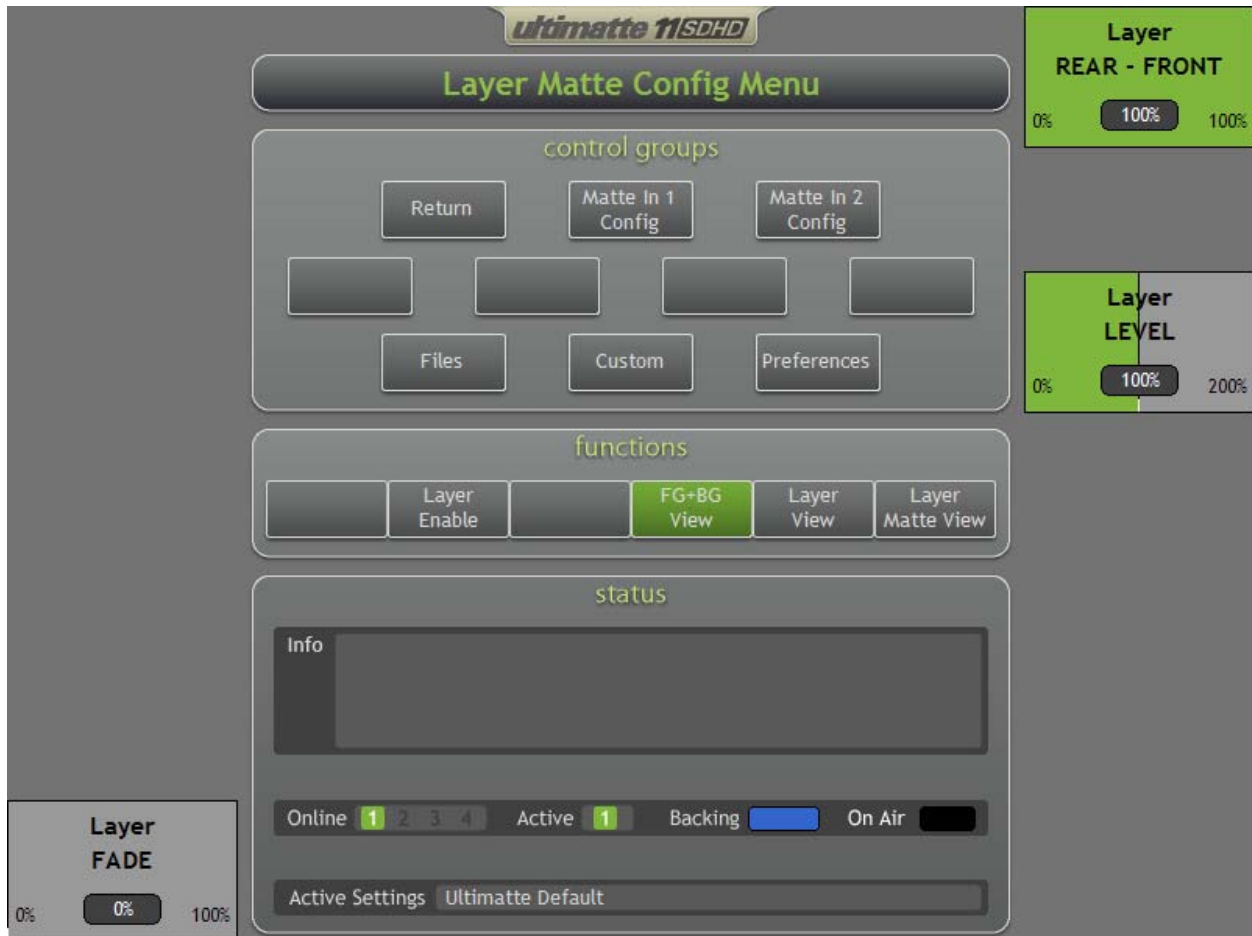 ultimatte 11 SDHD
Layer Matte Config Menu
control groups
Return
Matte In 1
Config
Matte In 2
Config
Files
Custom
Preferences
functions
Layer
Enable
FG+BG
View
Layer
View
Layer
Matte View
status
Info
Online 1 2 3 4 Active 1 Backing On Air
Active Settings Ultimatte Default
Layer
REAR - FRONT
0% 100% 100%
Layer
LEVEL
0% 100% 200%
Layer
FADE
0% 0% 100%